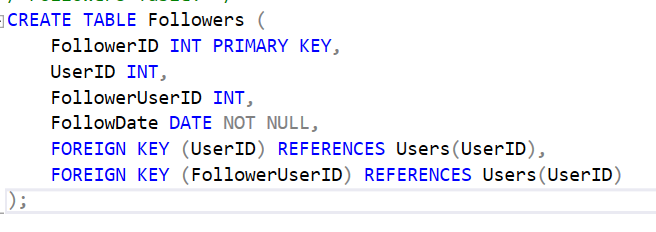 CREATE TABLE Followers (
FollowerID INT PRIMARY KEY,
UserID INT,
FollowerUserID INT,
FollowDate DATE NOT NULL,
FOREIGN KEY (UserID) REFERENCES Users(UserID),
FOREIGN KEY (FollowerUserID) REFERENCES Users(UserID)
);